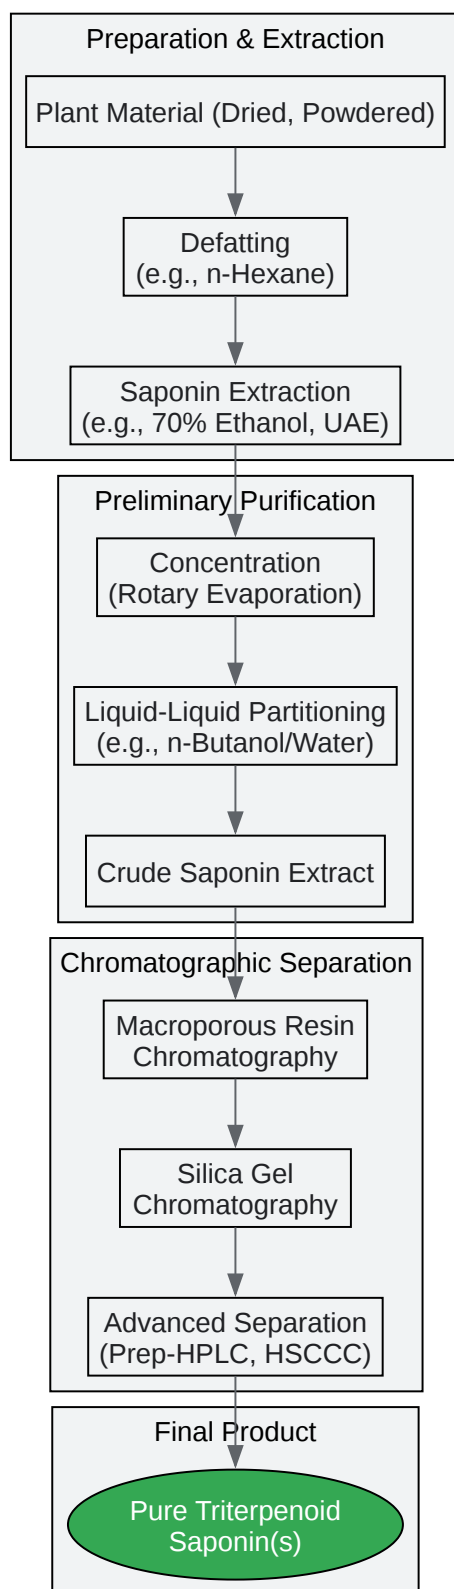 Preparation & Extraction
Plant Material (Dried, Powdered)
Defatting
(e.g., n-Hexane)
Saponin Extraction
(e.g., 70% Ethanol, UAE)
Preliminary Purification
Concentration
(Rotary Evaporation)
Liquid-Liquid Partitioning
(e.g., n-Butanol/Water)
Crude Saponin Extract
Chromatographic Separation
Macroporous Resin
Chromatography
Silica Gel
Chromatography
Advanced Separation
(Prep-HPLC, HSCCC)
Final Product
Pure Triterpenoid
Saponin(s)